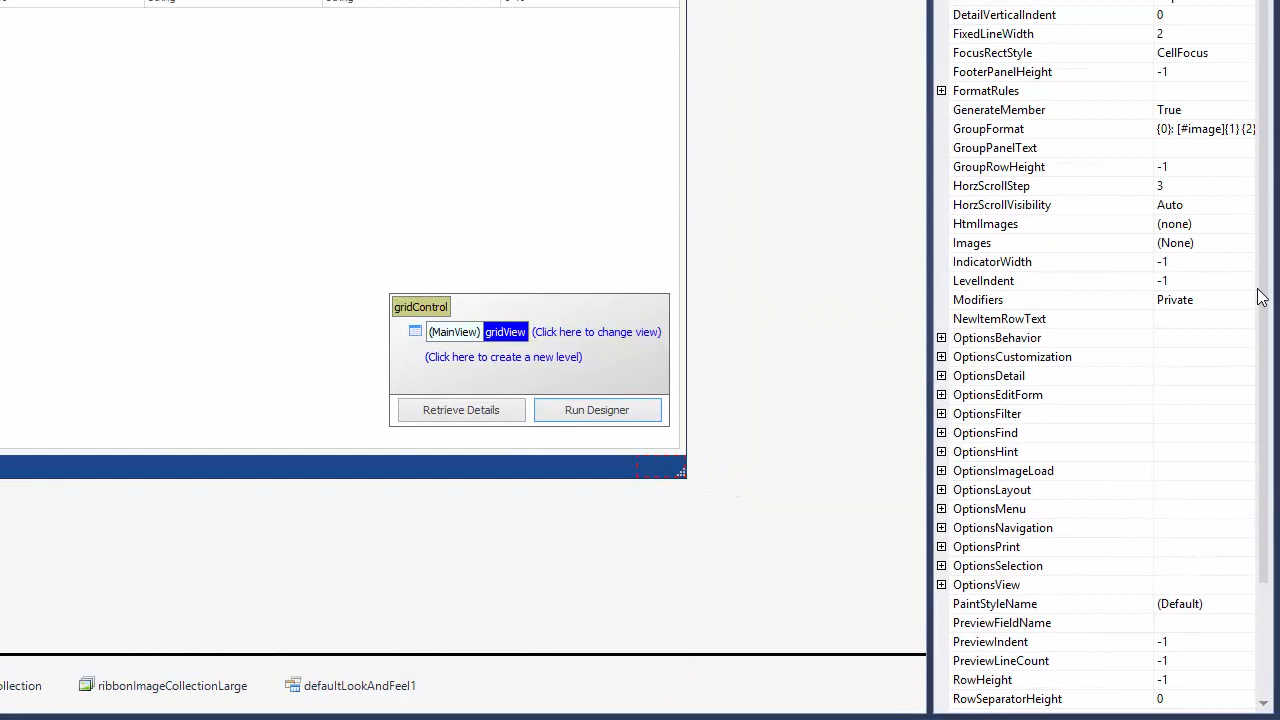 DetailVerticalIndent 0
FixedLineWidth 2
FocusRectStyle CellFocus
FooterPanelHeight -1
FormatRules
GenerateMember True
GroupFormat {0}: [#image]{1} {2}
GroupPanelText
GroupRowHeight -1
HorzScrollStep 3
HorzScrollVisibility Auto
HtmlImages (none)
Images (None)
IndicatorWidth -1
LevelIndent -1
Modifiers Private
NewItemRowText
OptionsBehavior
OptionsCustomization
OptionsDetail
OptionsEditForm
OptionsFilter
OptionsFind
OptionsHint
OptionsImageLoad
OptionsLayout
OptionsMenu
OptionsNavigation
OptionsPrint
OptionsSelection
OptionsView
PaintStyleName (Default)
PreviewFieldName
PreviewIndent -1
PreviewLineCount -1
RowHeight -1
RowSeparatorHeight 0
gridControl
(MainView) gridView (Click here to change view)
(Click here to create a new level)
Retrieve Details Run Designer
ollection ribbonImageCollectionLarge defaultLookAndFeel1